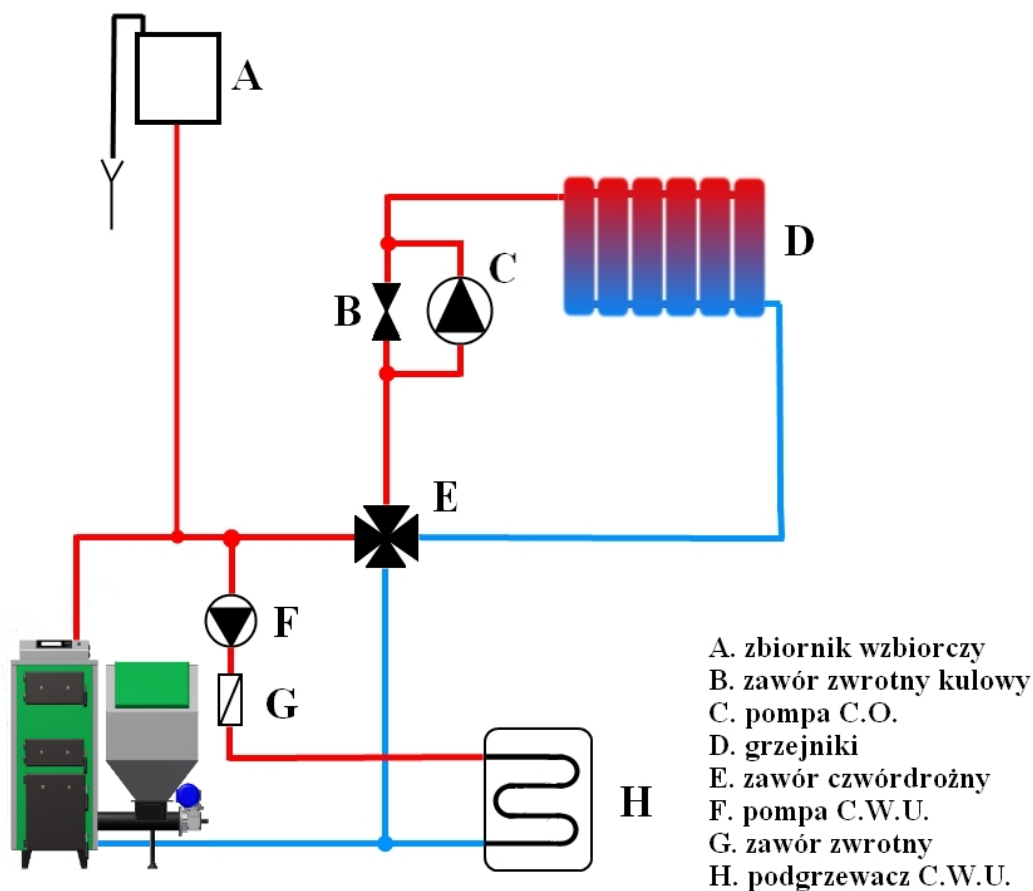 A
B
C
D
E
F
G
H
A. zbiornik wzbiorczy
B. zawór zwrotny kulowy
C. pompa C.O.
D. grzejniki
E. zawór czwórdrożny
F. pompa C.W.U.
G. zawór zwrotny
H. podgrzewacz C.W.U.